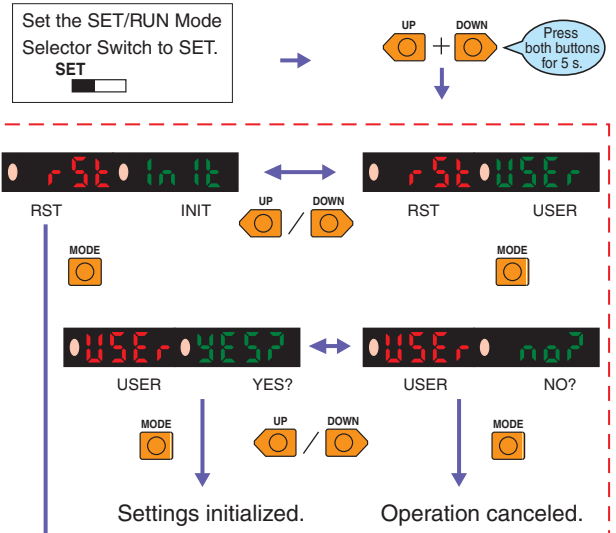 Set the SET/RUN Mode
Selector Switch to SET.
SET
UP
DOWN
Press
both buttons
for 5 s.
rSt InIt
rSt USEr
RST
INIT
UP
DOWN
RST
USER
MODE
MODE
USEr YES?
USEr no?
USER
YES?
USER
NO?
MODE
UP
DOWN
MODE
Settings initialized.
Operation canceled.